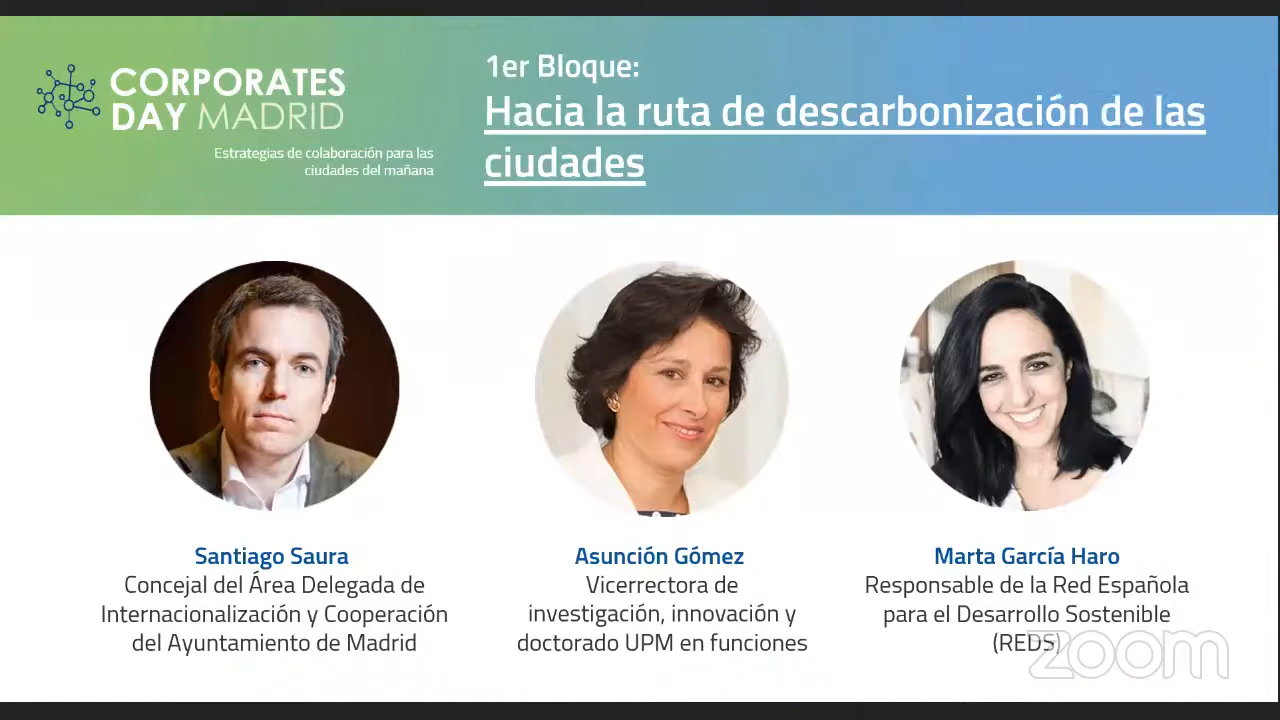 CORPORATES
DAY MADRID
Estrategias de colaboración para las
ciudades del mañana
1er Bloque:
Hacia la ruta de descarbonización de las
ciudades
Santiago Saura
Concejal del Área Delegada de
Internacionalización y Cooperación
del Ayuntamiento de Madrid
Asunción Gómez
Vicerrectora de
investigación, innovación y
doctorado UPM en funciones
Marta García Haro
Responsable de la Red Española
para el Desarrollo Sostenible
(REDS)
zoom